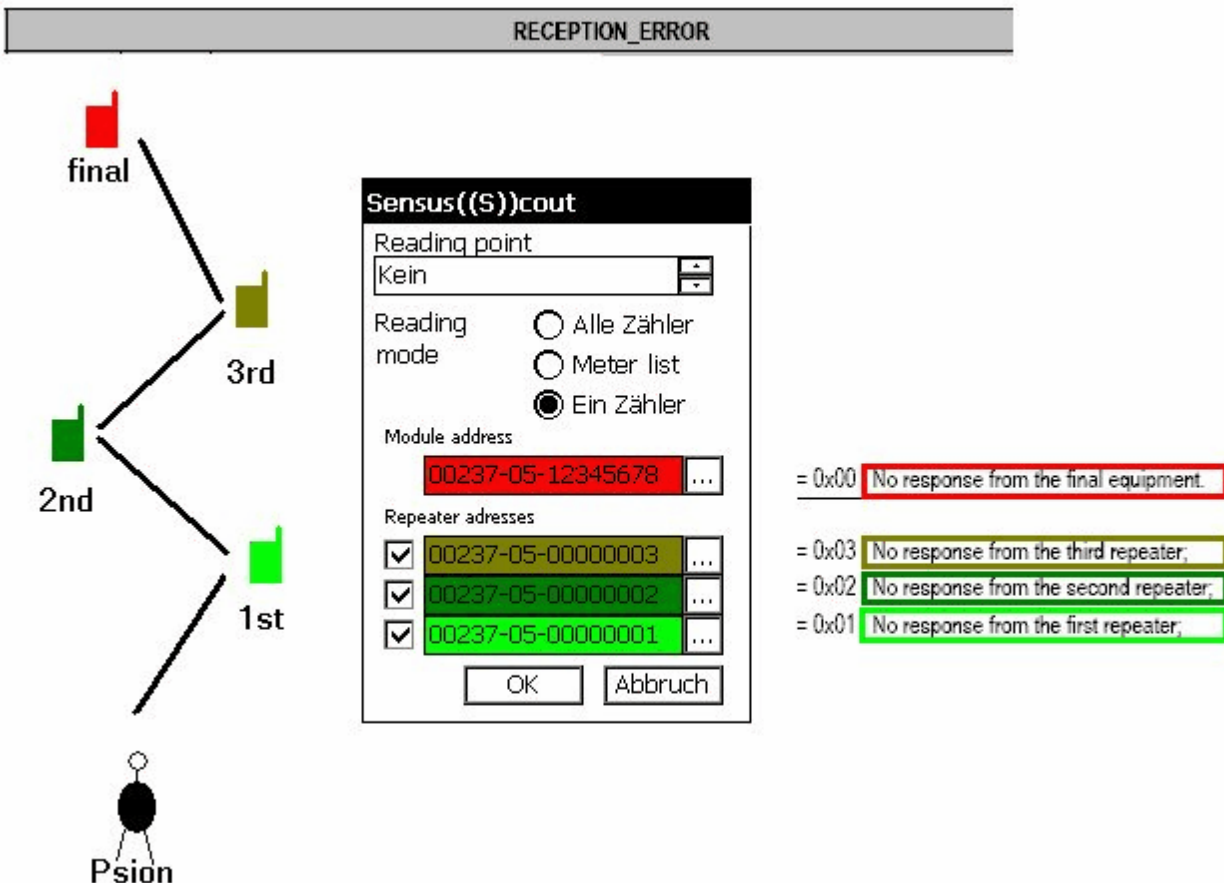 RECEPTION_ERROR
final
3rd
2nd
1st
Psion
Sensus((S))cout
Reading point
Kein
Reading
mode
Alle Zähler
Meter list
Ein Zähler
Module address
00237-05-12345678 ...
Repeater adresses
00237-05-00000003 ...
00237-05-00000002 ...
00237-05-00000001 ...
OK Abbruch
= 0x00 No response from the final equipment.
= 0x03 No response from the third repeater;
= 0x02 No response from the second repeater;
= 0x01 No response from the first repeater;